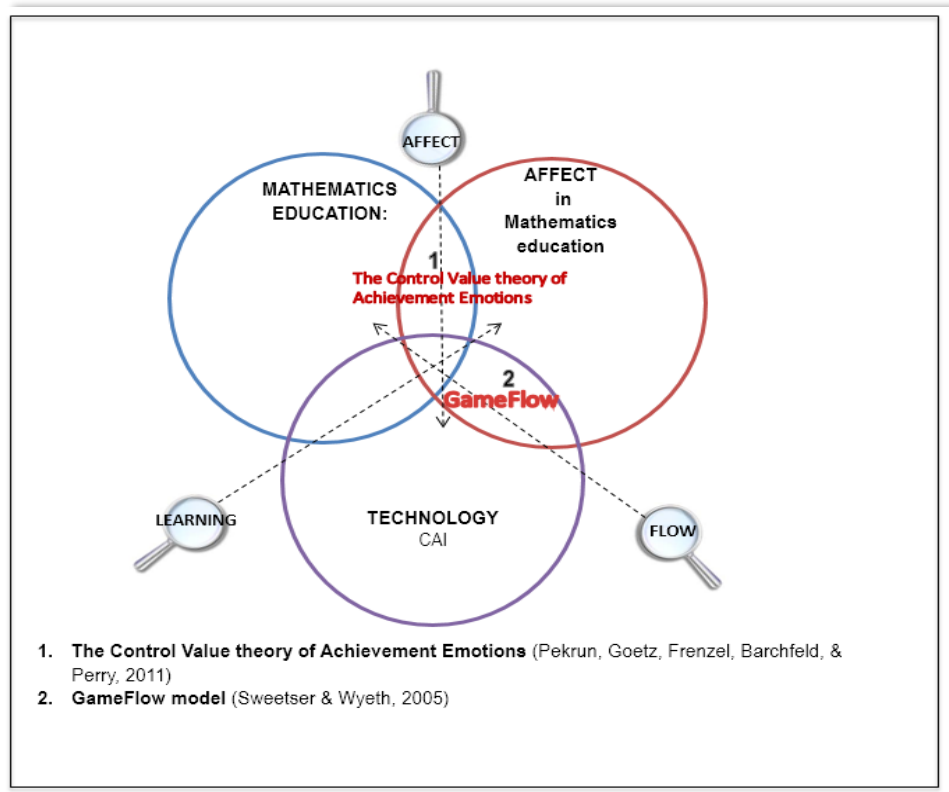 AFFECT
MATHEMATICS
EDUCATION:
AFFECT
in
Mathematics
education
1
The Control Value theory of
Achievement Emotions
2
GameFlow
LEARNING
TECHNOLOGY
CAI
FLOW
1. The Control Value theory of Achievement Emotions (Pekrun, Goetz, Frenzel, Barchfeld, &
Perry, 2011)
2. GameFlow model (Sweetser & Wyeth, 2005)